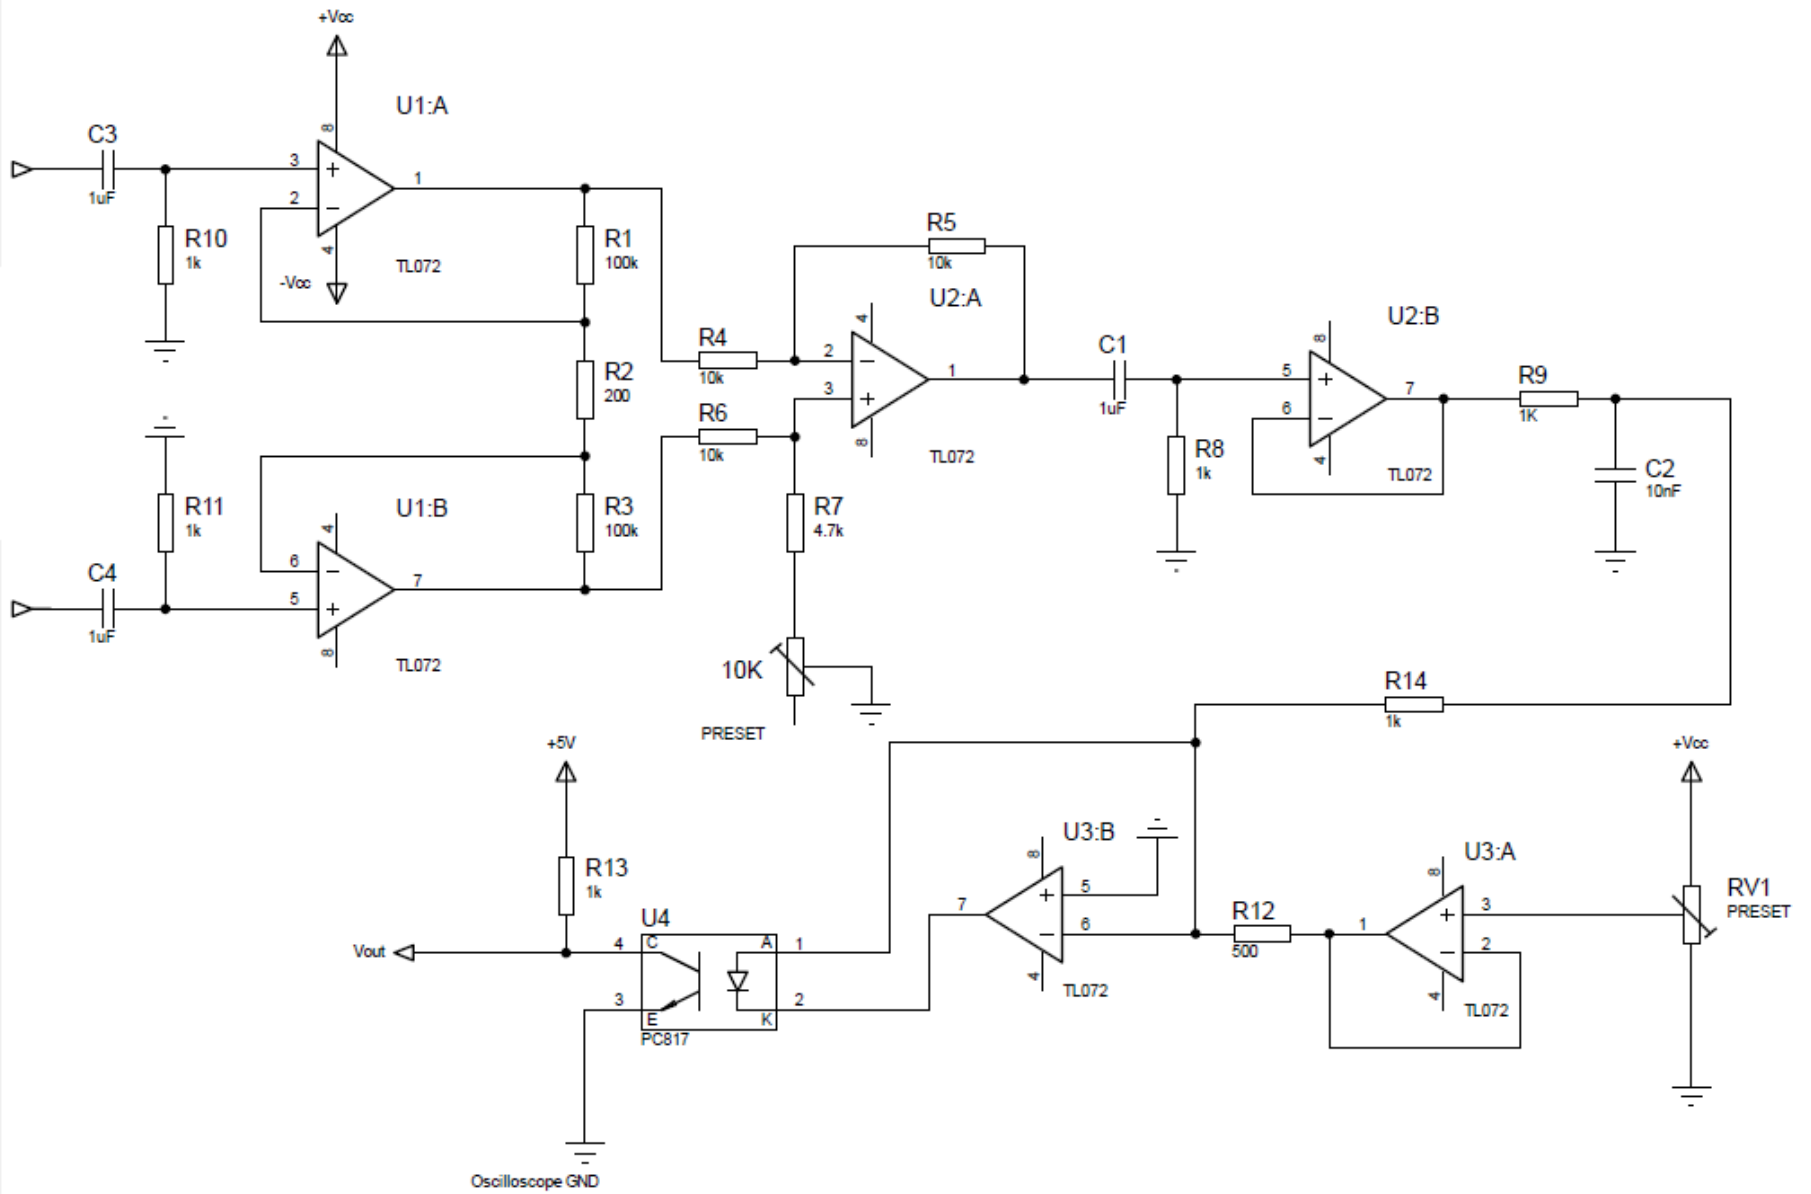 +Vcc
U1:A
C3
8
3
+
1
1uF
2
−
R10
1k
4
TL072
-Vcc
R1
100k
R5
10k
U2:A
R4
10k
4
2
−
1
3
+
8
TL072
R2
200
R6
10k
C1
1uF
U2:B
8
5
+
7
6
−
4
TL072
R9
1K
R8
1k
C2
10nF
R11
1k
U1:B
4
R3
100k
R7
4.7k
C4
1uF
6
−
7
5
+
8
TL072
10K
PRESET
R14
1k
+5V
+Vcc
R13
1k
U3:B
8
+
5
7
−
6
4
TL072
R12
500
U3:A
8
+
3
1
−
2
4
TL072
RV1
PRESET
U4
Vout
4
C
A
1
3
E
K
2
PC817
Oscilloscope GND